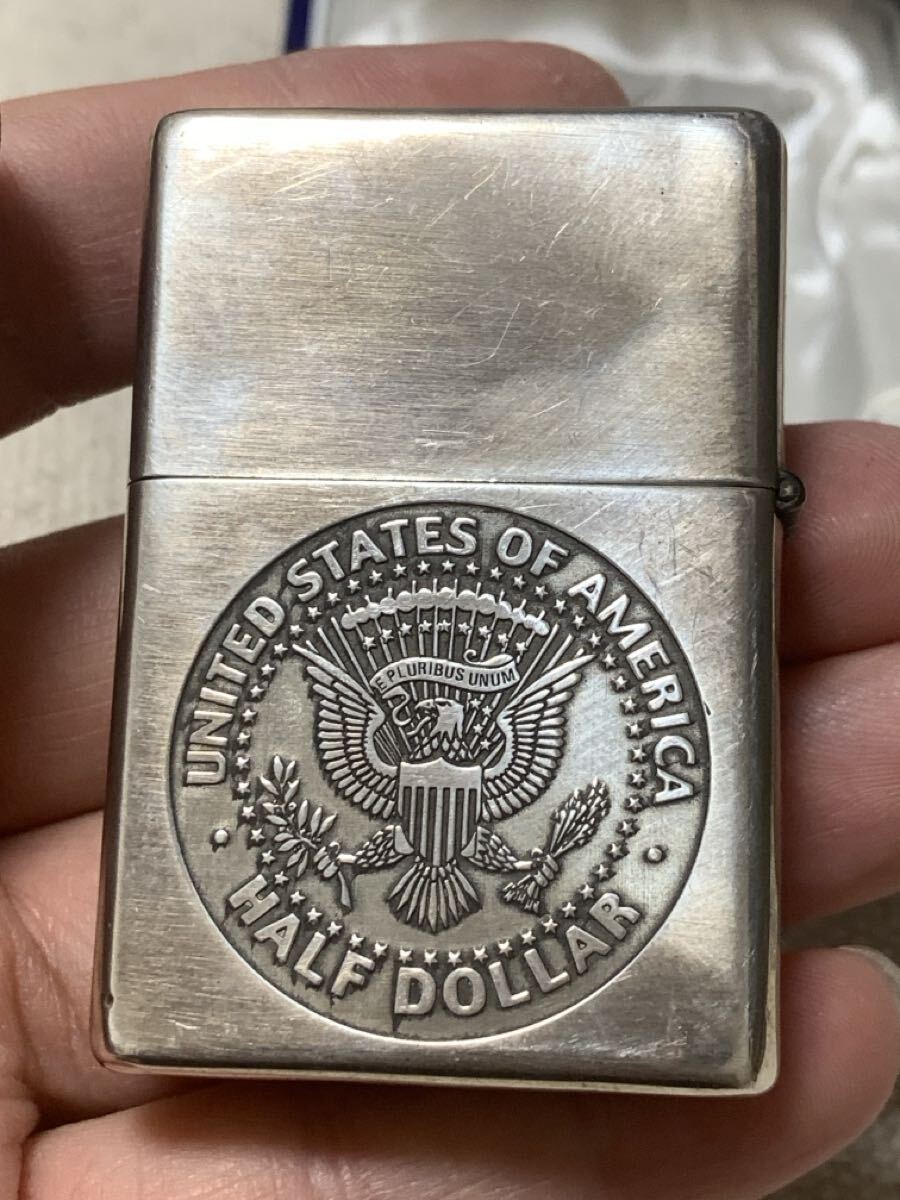 UNITED STATES OF AMERICA
E PLURIBUS UNUM
HALF DOLLAR